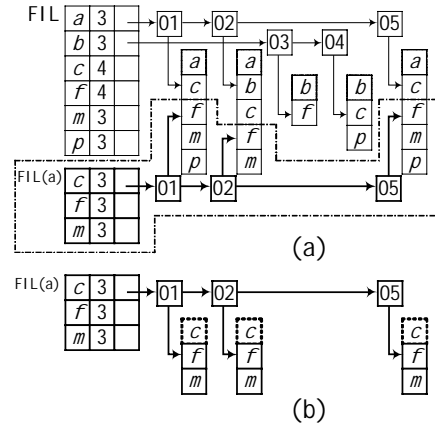 FIL
a 3 01 02 05
b 3 03 04
c 4
f 4
m 3
p 3
a c f m p
a b c f m
b f
b c p
a c f m p
FIL(a)
c 3 01 02 05
f 3
m 3
(a)
FIL(a)
c 3 01 02 05
f 3
m 3
c f m
c f m
c f m
(b)